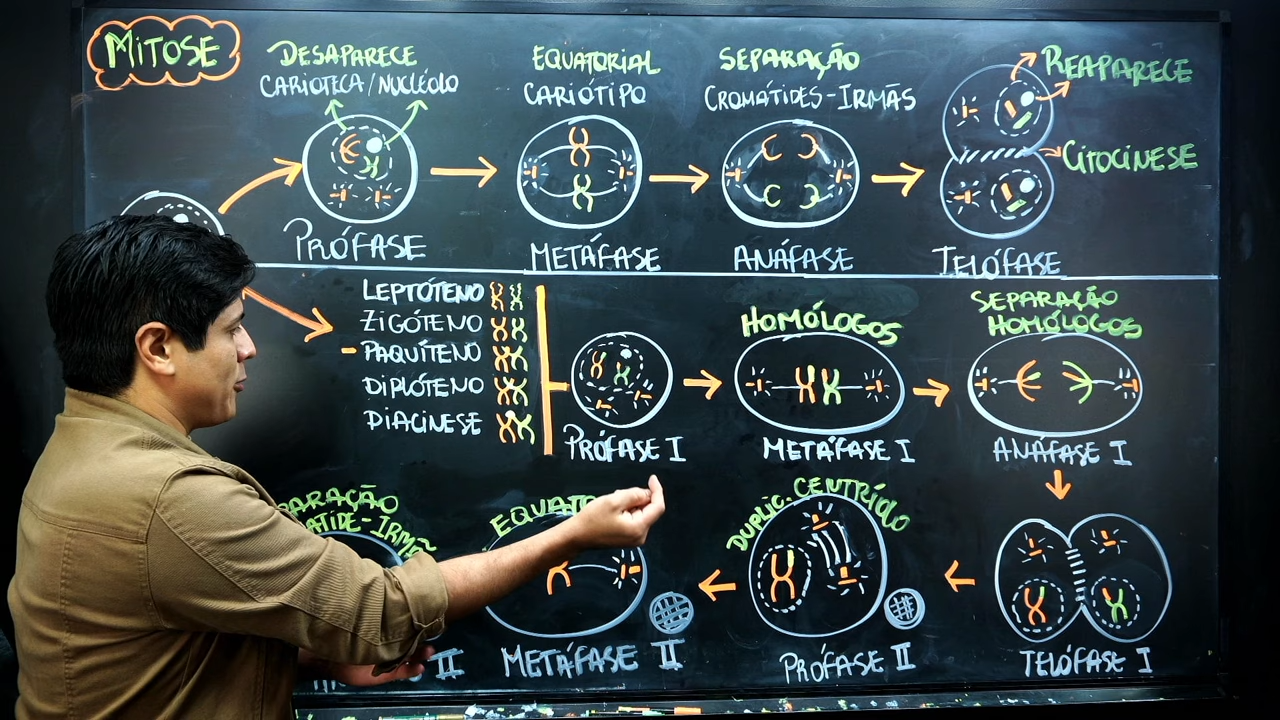 MITOSE
DESAPARECE
CARIOTECA/NUCLÉOLO
EQUATORIAL
CARIÓTIPO
SEPARAÇÃO
CROMÁTIDES-IRMÃS
REAPARECE
CITOCINESE
PRÓFASE
METÁFASE
ANÁFASE
TELÓFASE
LEPTÓTENO
ZIGÓTENO
PAQUÍTENO
DIPLÓTENO
DIACINESE
PRÓFASE I
HOMÓLOGOS
METÁFASE I
SEPARAÇÃO
HOMÓLOGOS
ANÁFASE I
TELÓFASE I
DUPLIC. CENTRÍOLO
PRÓFASE II
METÁFASE II
II